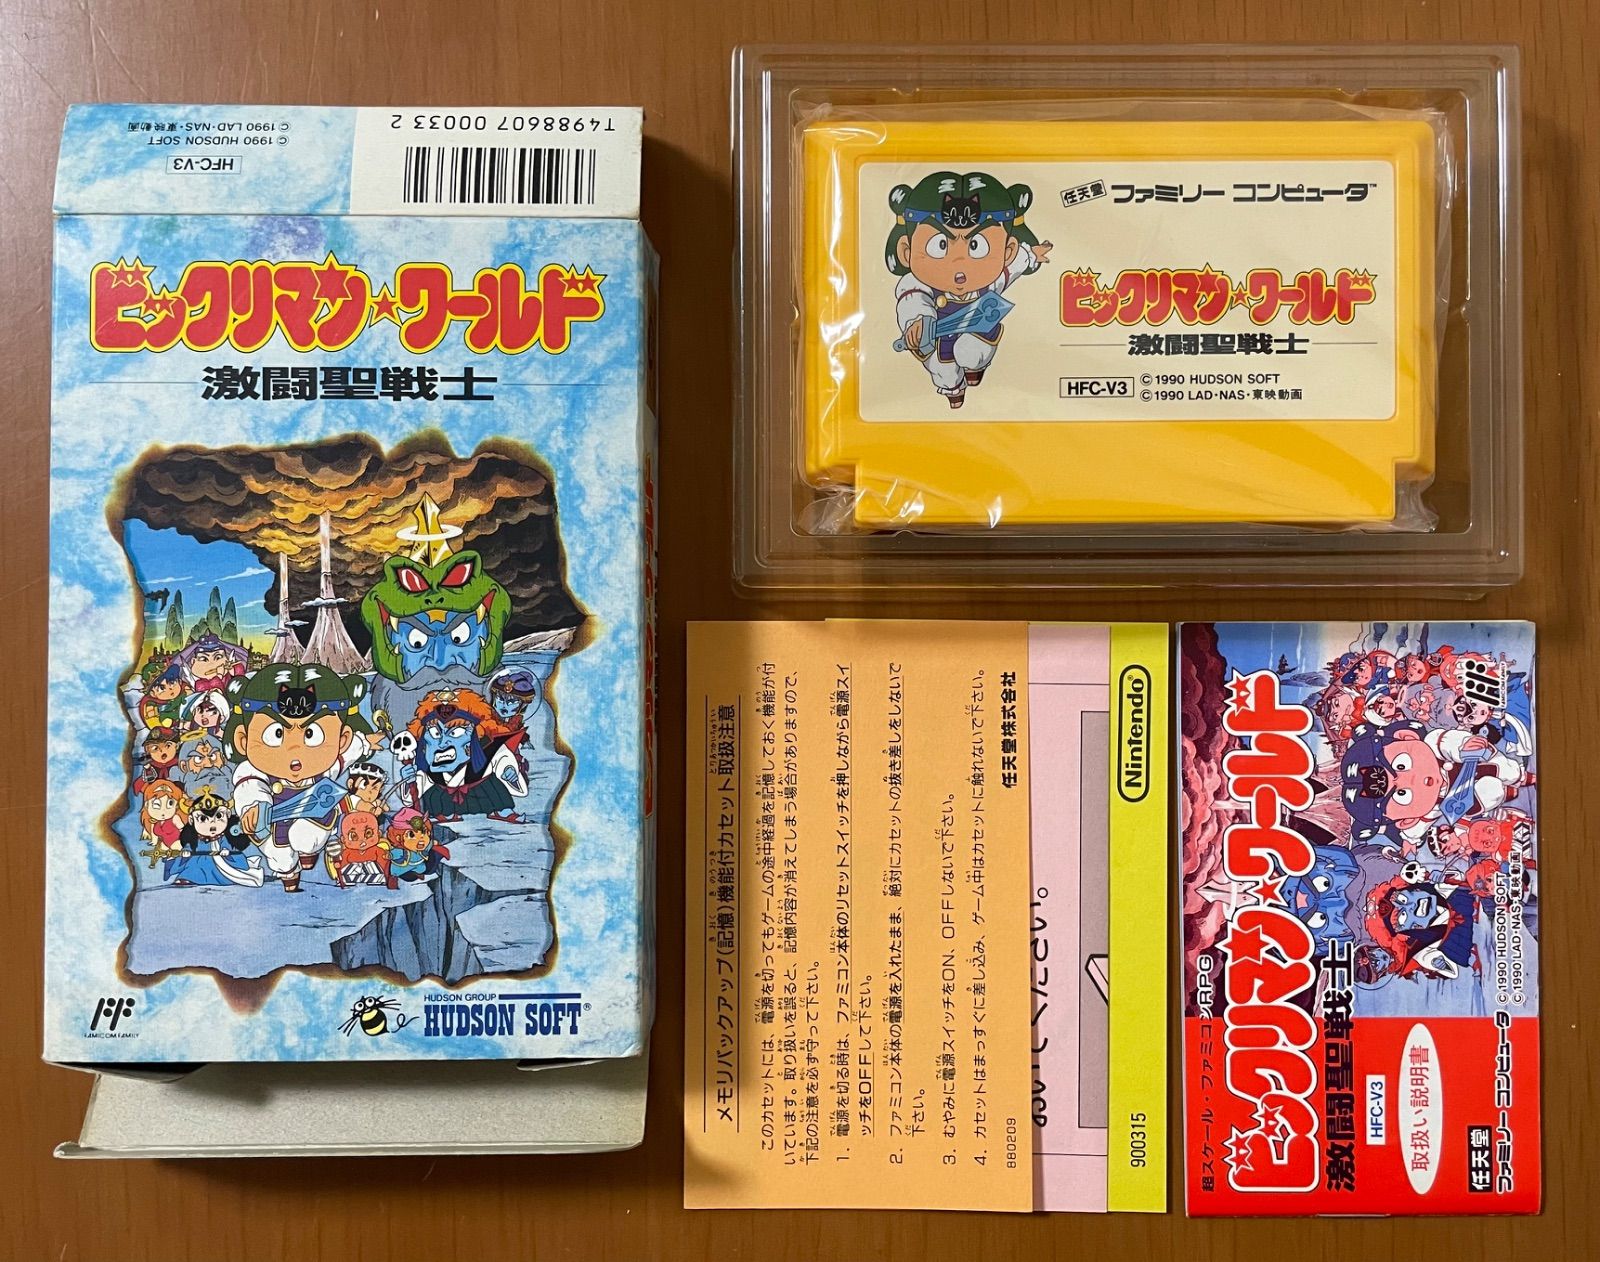 T4988607 00033 2
HFC-V3
© 1990 HUDSON SOFT
© 1990 LAD・NAS・東映動画
ビックリマン★ワールド
激闘聖戦士
FAMICOM FAMILY
HUDSON GROUP
HUDSON SOFT®
任天堂 ファミリー コンピュータ™
ビックリマン★ワールド
激闘聖戦士
HFC-V3 © 1990 HUDSON SOFT
© 1990 LAD・NAS・東映動画
メモリバックアップ(記憶)機能付カセット取扱注意
このカセットには、電源を切ってもゲームの途中経過を記憶しておく機能が付
いています。取り扱いを誤ると、記憶内容が消えてしまう場合がありますので、
下記の注意を必ず守って下さい。
1. 電源を切る時は、ファミコン本体のリセットスイッチを押しながら電源スイ
ッチをOFFして下さい。
2. ファミコン本体の電源を入れたまま、絶対にカセットの抜き差しをしないで
下さい。
3. むやみに電源スイッチをON、OFFしないで下さい。
4. カセットはまっすぐに差し込み、ゲーム中はカセットに触れないで下さい。
880209
任天堂株式会社
ください。
Nintendo
900315
超スケール・ファミコンRPG
ビックリマン★ワールド
激闘聖戦士
HFC-V3
取扱い説明書
FAMICOM FAMILY
© 1990 HUDSON SOFT
© 1990 LAD・NAS・東映動画
任天堂
ファミリー コンピュータ